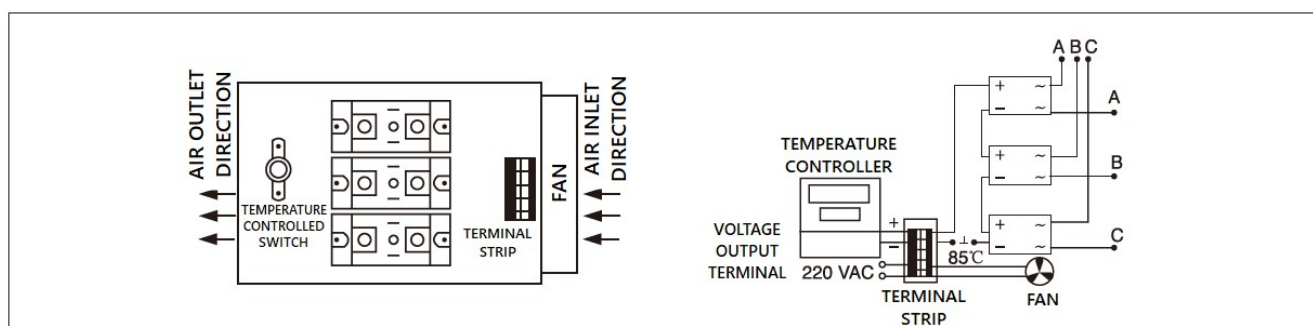 AIR OUTLET
DIRECTION
TEMPERATURE
CONTROLLED
SWITCH
TERMINAL
STRIP
FAN
AIR INLET
DIRECTION
A B C
+ ~
− ~
A
+ ~
− ~
B
+ ~
− ~
C
TEMPERATURE
CONTROLLER
VOLTAGE
OUTPUT
TERMINAL
+
−
85℃
220 VAC
TERMINAL
STRIP
FAN